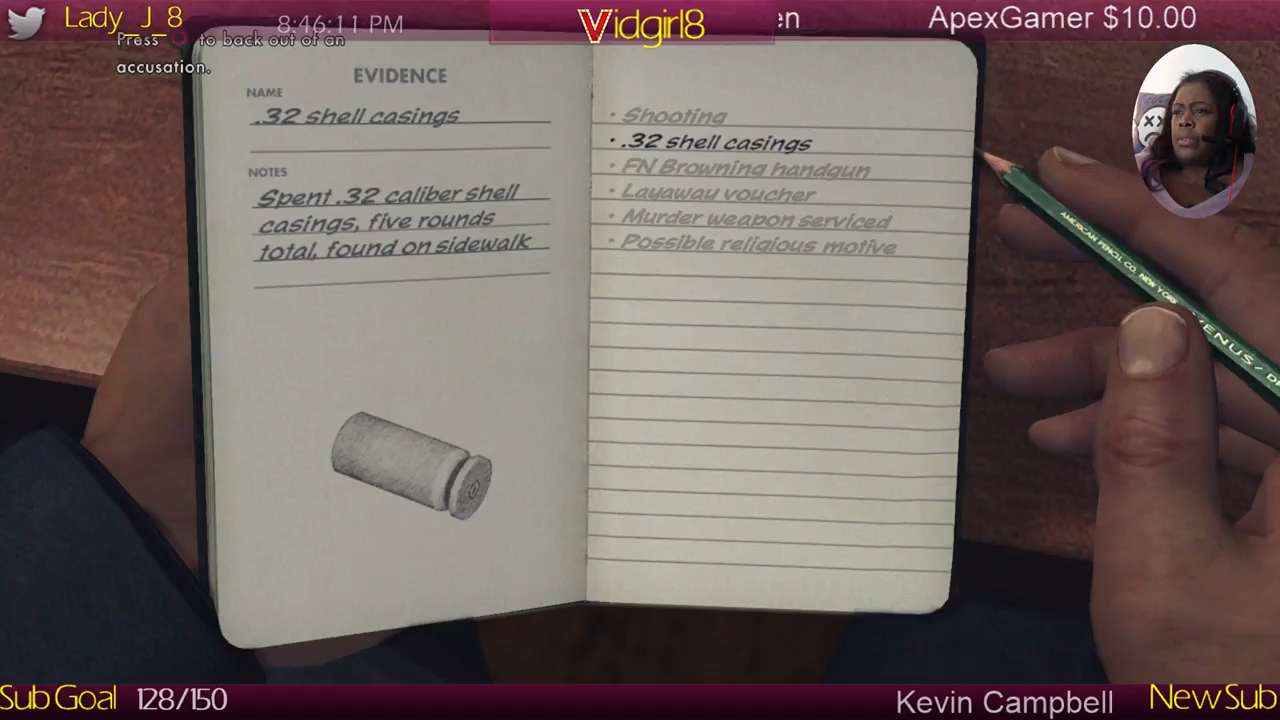 Lady_J_8
8:46:11 PM
Vidgirl8
en
ApexGamer $10.00
Press to back out of an
accusation.
EVIDENCE
NAME
.32 shell casings
NOTES
Spent .32 caliber shell
casings, five rounds
total, found on sidewalk
• Shooting
• .32 shell casings
• FN Browning handgun
• Layaway voucher
• Murder weapon serviced
• Possible religious motive
AMERICAN PENCIL CO. NEW YORK
VENUS
Sub Goal 128/150
Kevin Campbell
New Sub